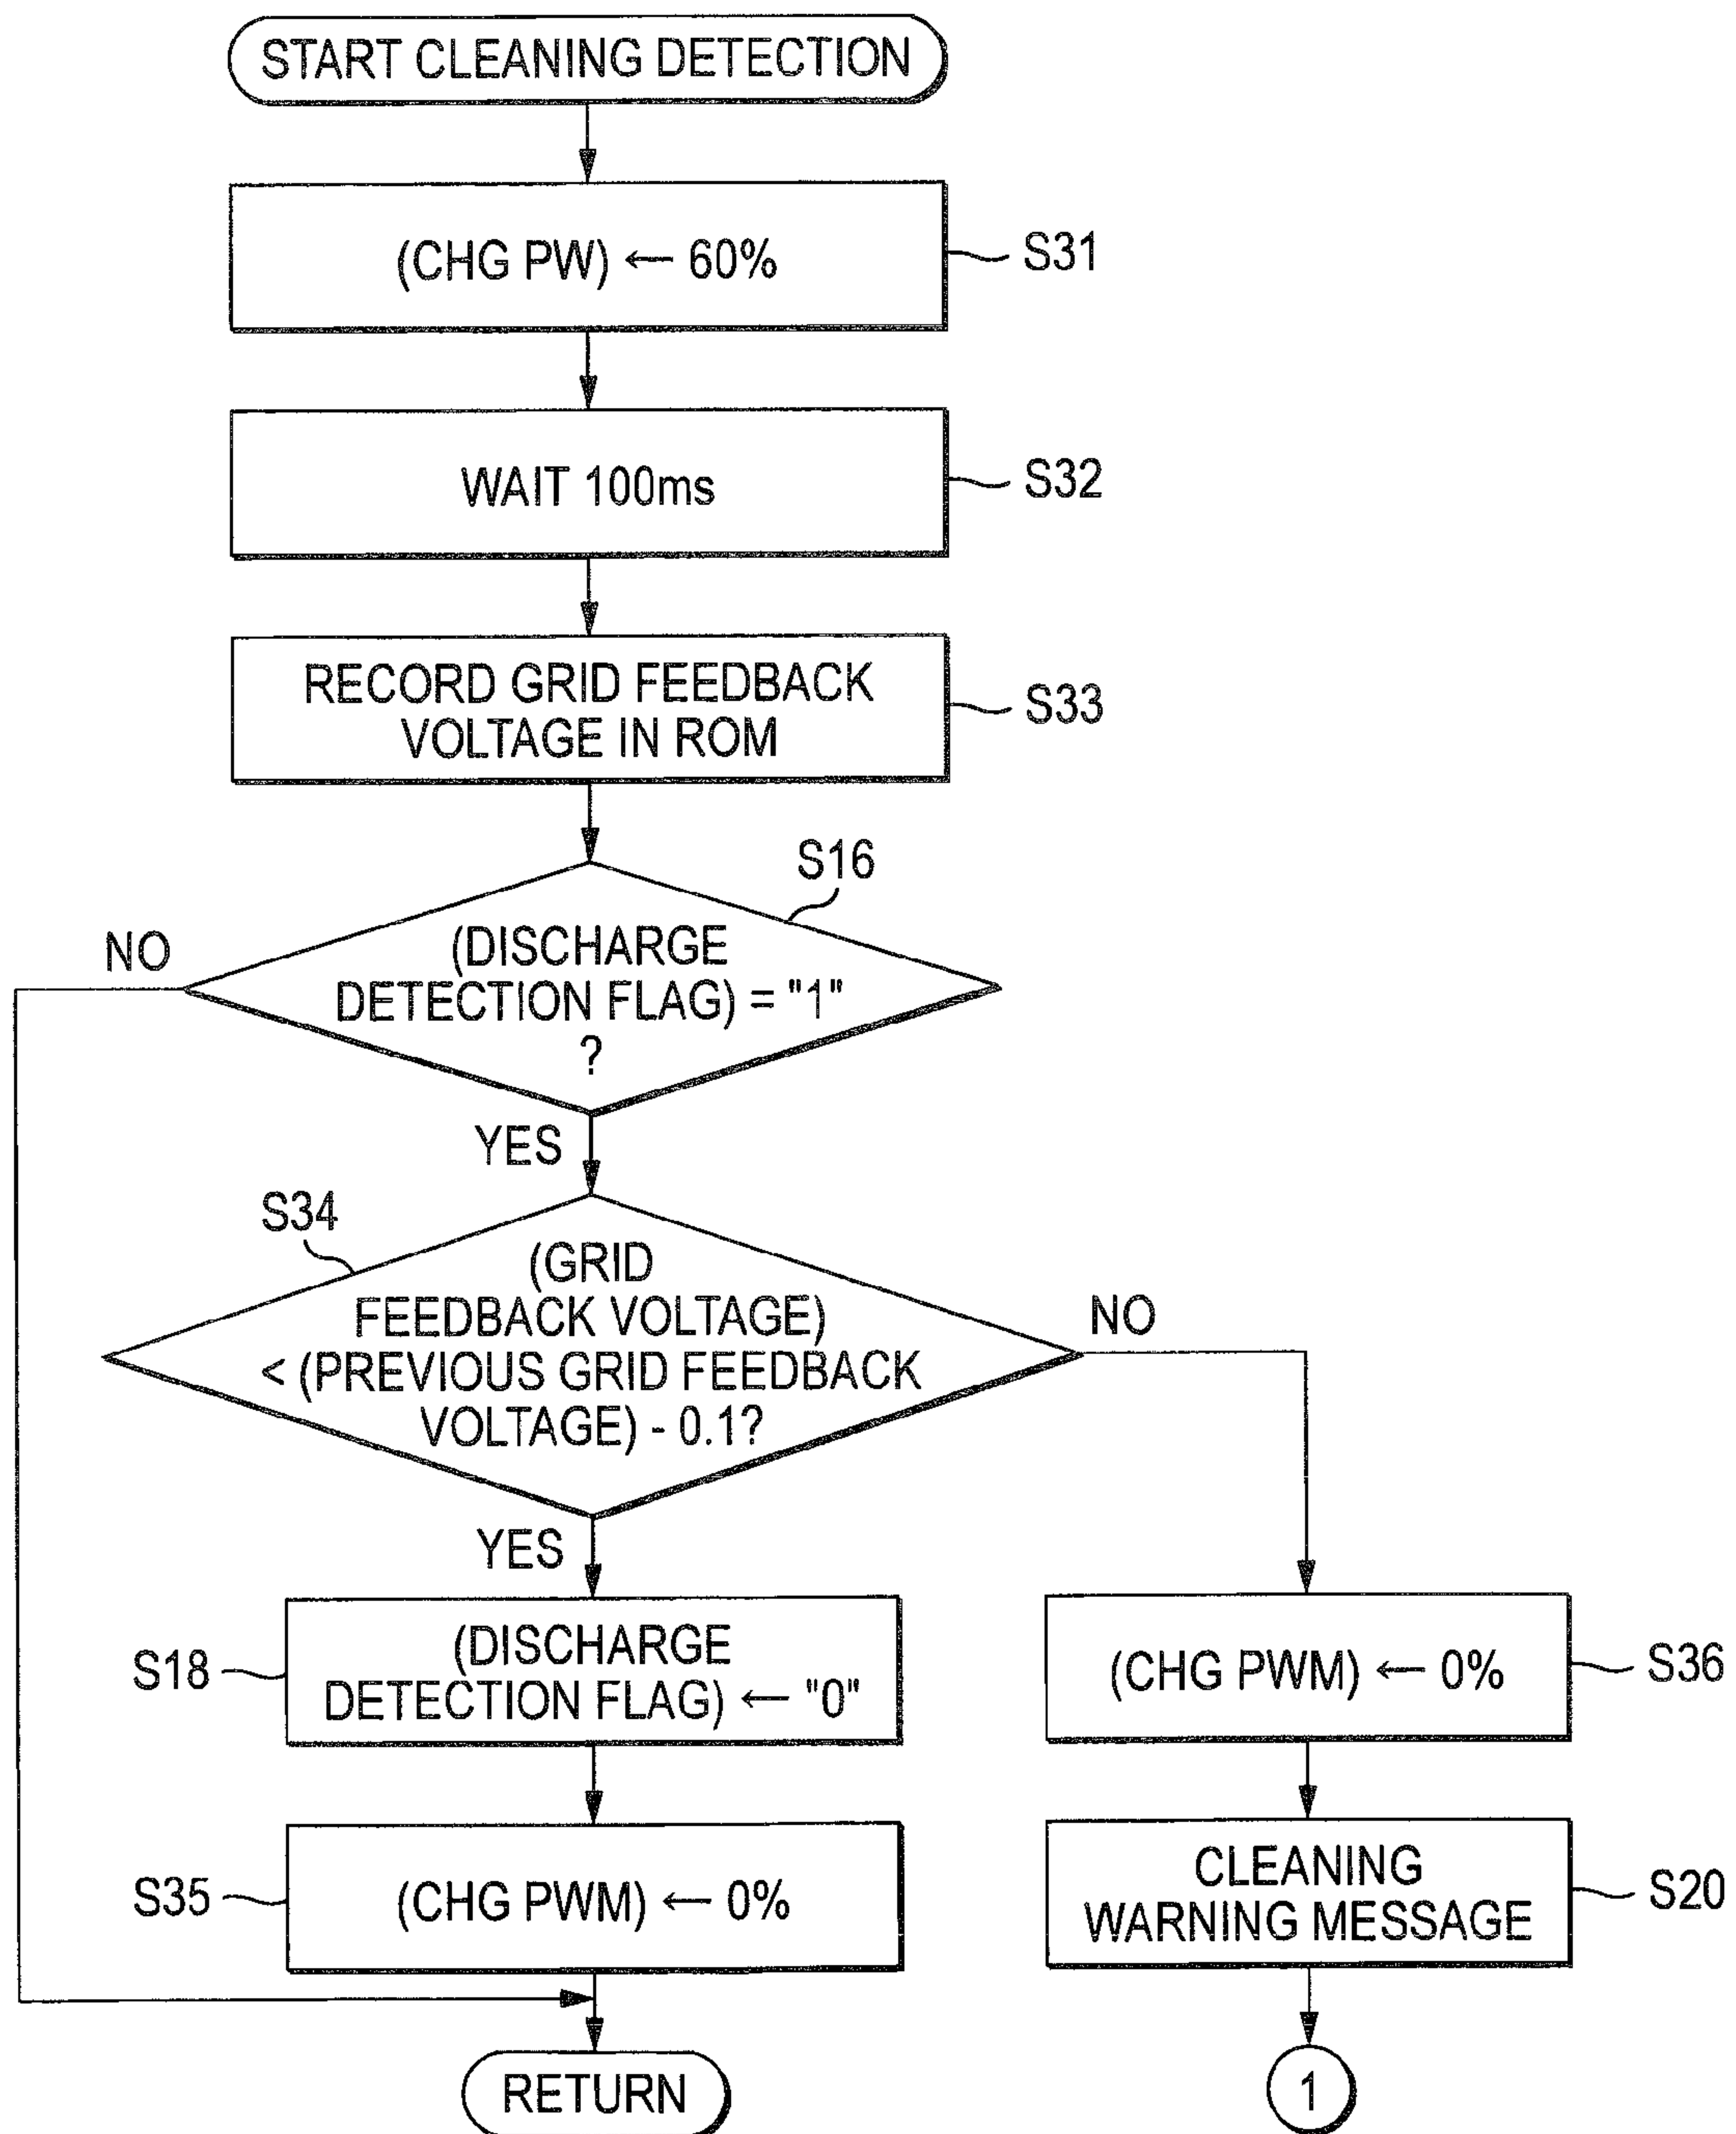 START CLEANING DETECTION
(CHG PW) ← 60%
S31
WAIT 100ms
S32
RECORD GRID FEEDBACK
VOLTAGE IN ROM
S33
S16
NO
(DISCHARGE
DETECTION FLAG) = "1"
?
YES
S34
(GRID
FEEDBACK VOLTAGE)
< (PREVIOUS GRID FEEDBACK
VOLTAGE) - 0.1?
NO
YES
S18
(DISCHARGE
DETECTION FLAG) ← "0"
(CHG PWM) ← 0%
S36
S35
(CHG PWM) ← 0%
CLEANING
WARNING MESSAGE
S20
RETURN
1